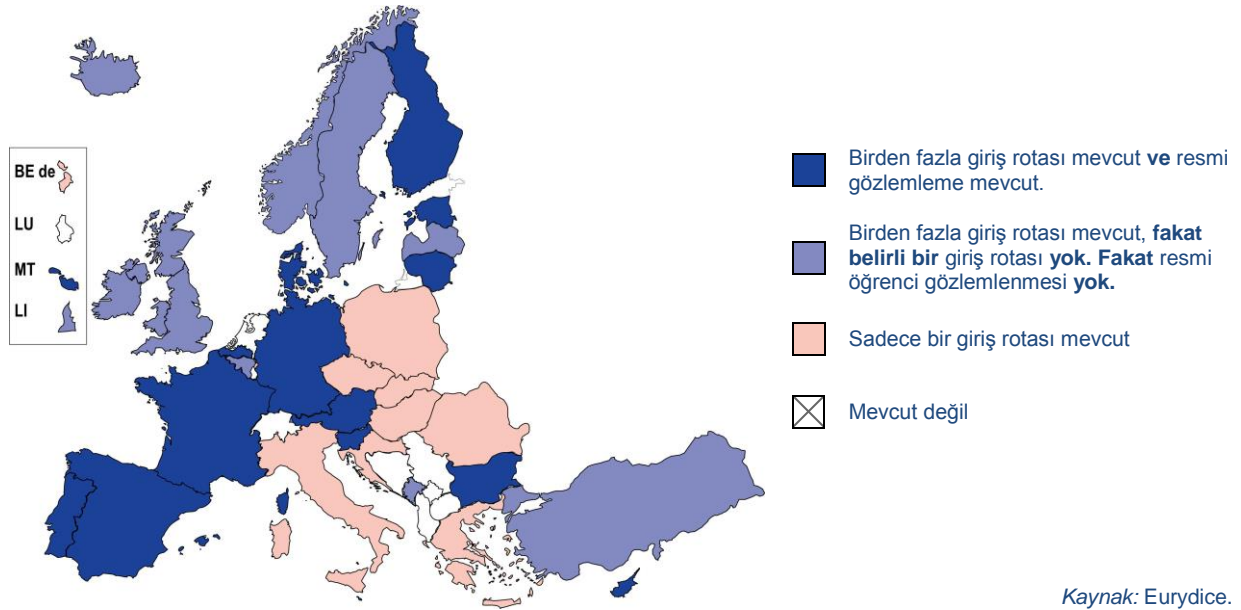 BE de
LU
MT
LI
Birden fazla giriş rotası mevcut ve resmi
gözlemleme mevcut.
Birden fazla giriş rotası mevcut, fakat
belirli bir giriş rotası yok. Fakat resmi
öğrenci gözlemlenmesi yok.
Sadece bir giriş rotası mevcut
Mevcut değil
Kaynak: Eurydice.